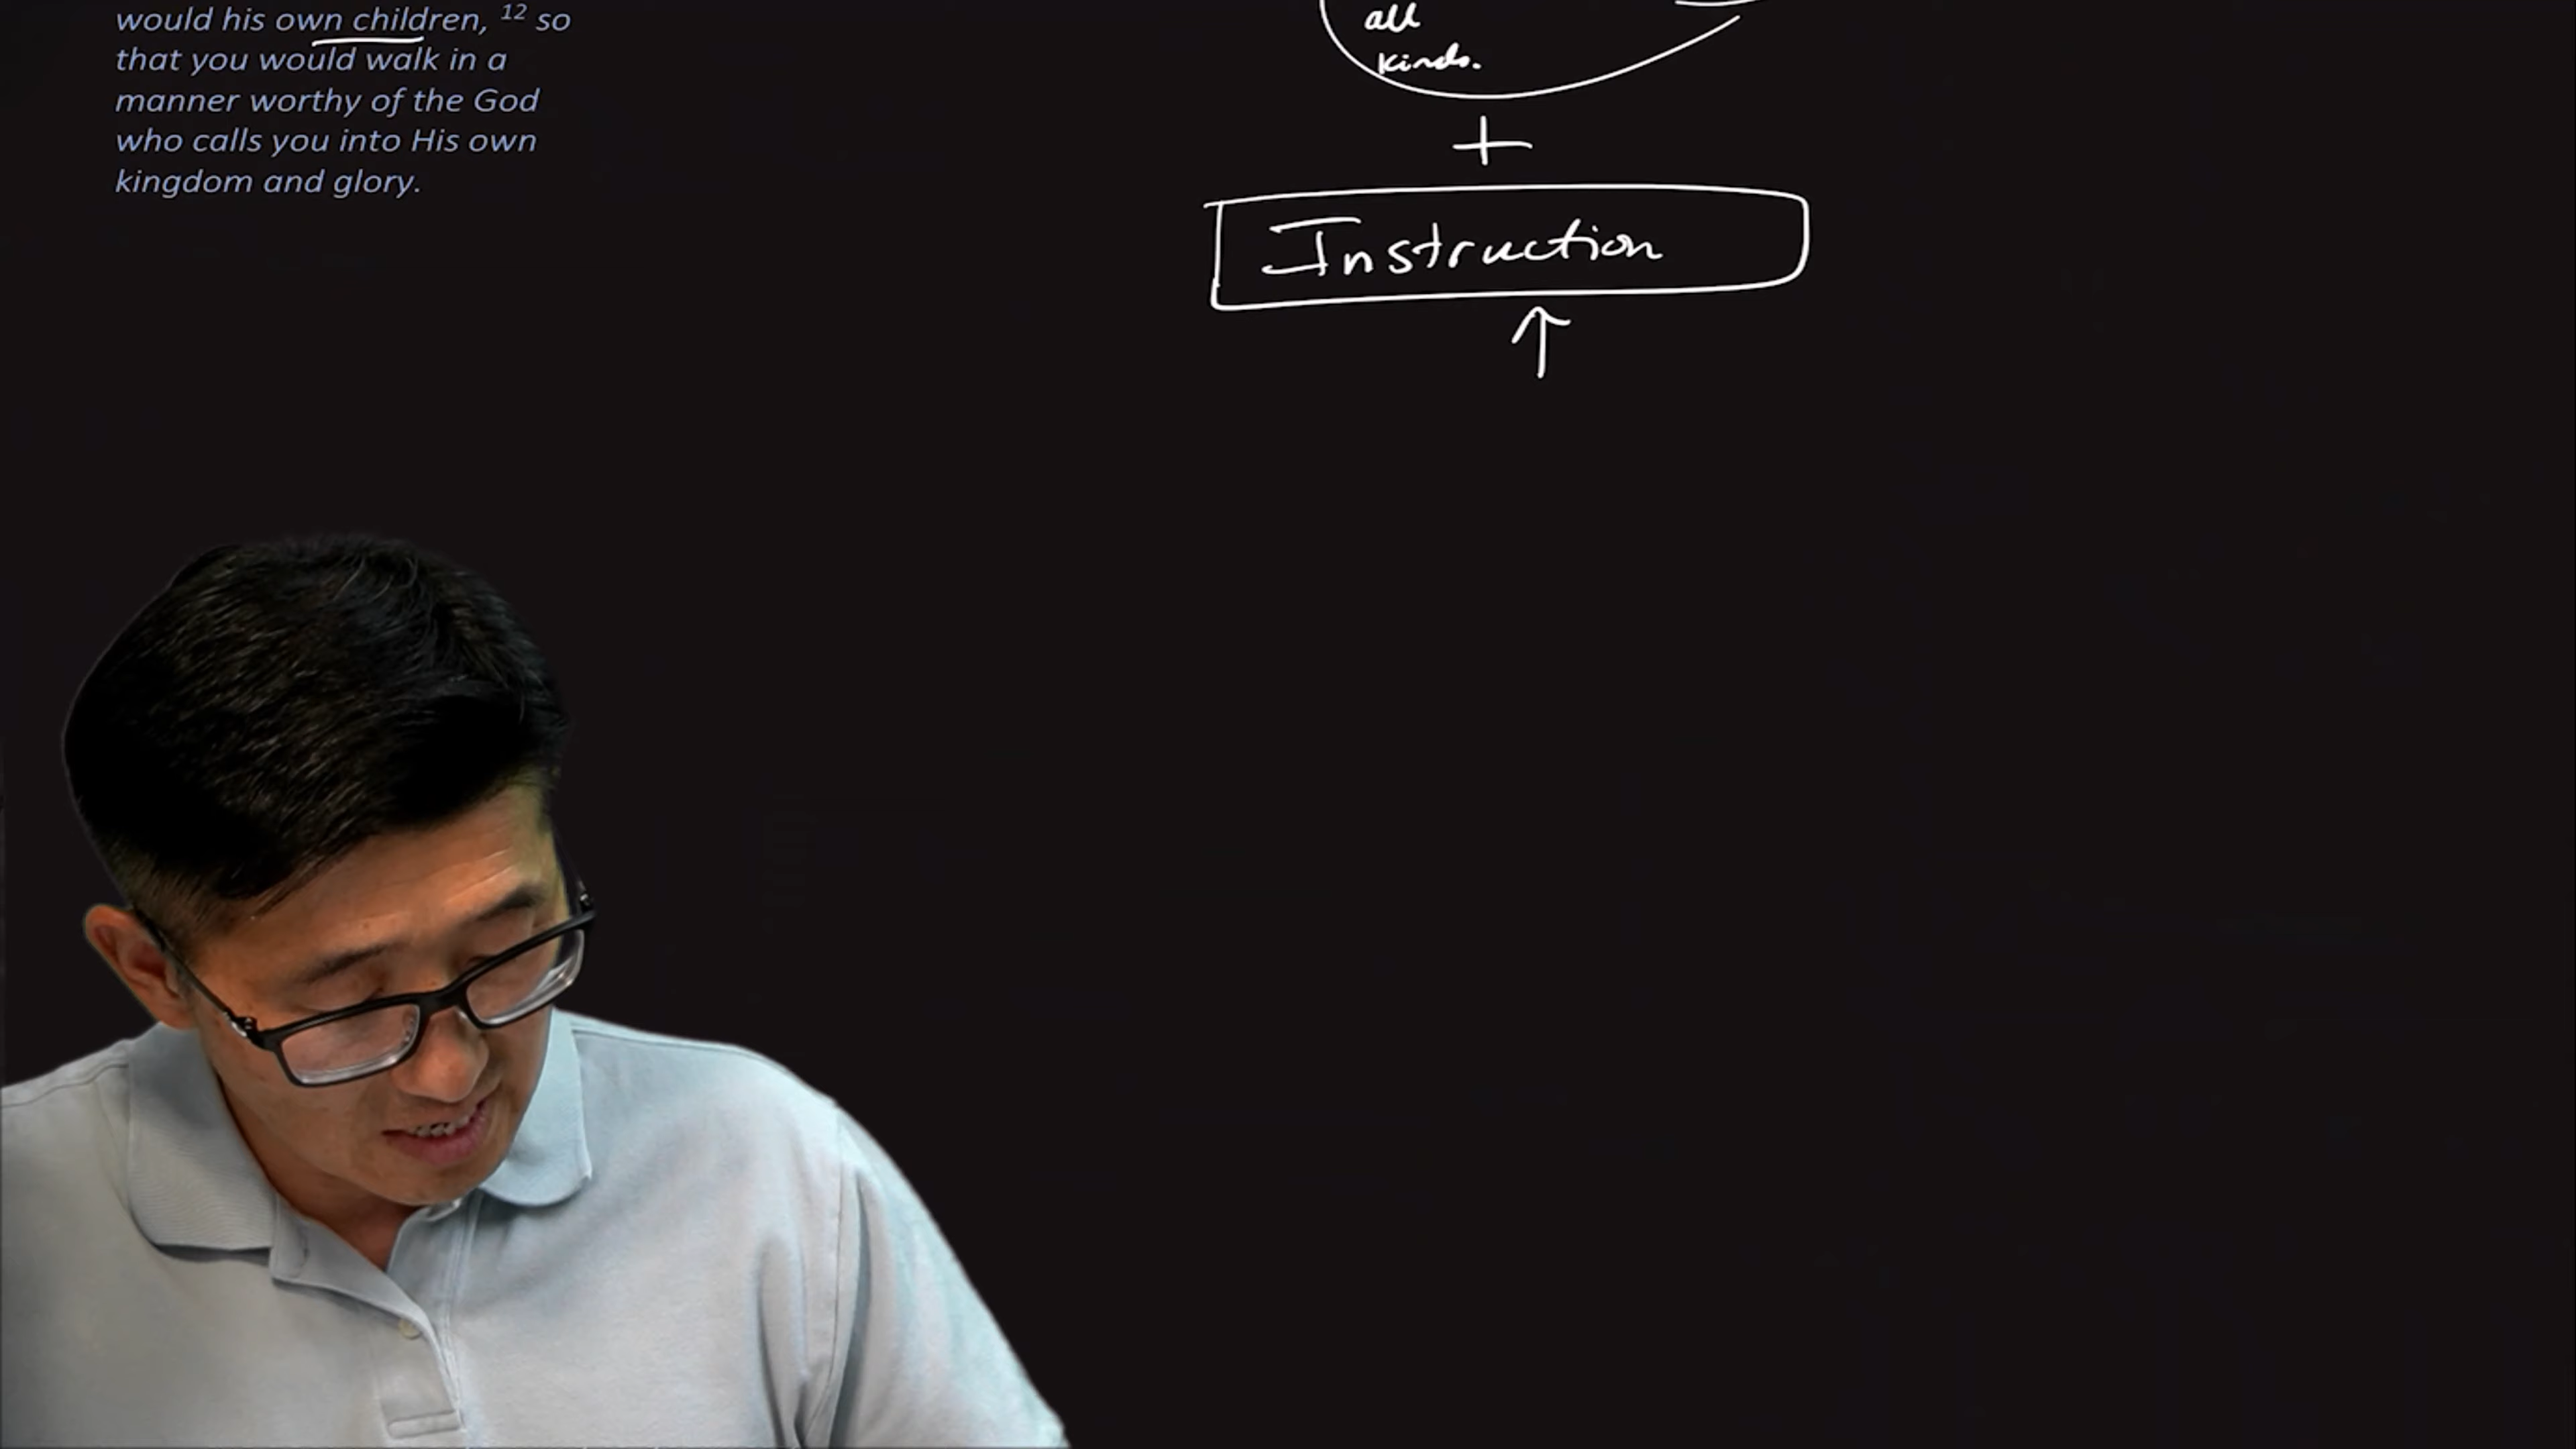 would his own children, 12 so
that you would walk in a
manner worthy of the God
who calls you into His own
kingdom and glory.
all
kinds.
+
Instruction
↑